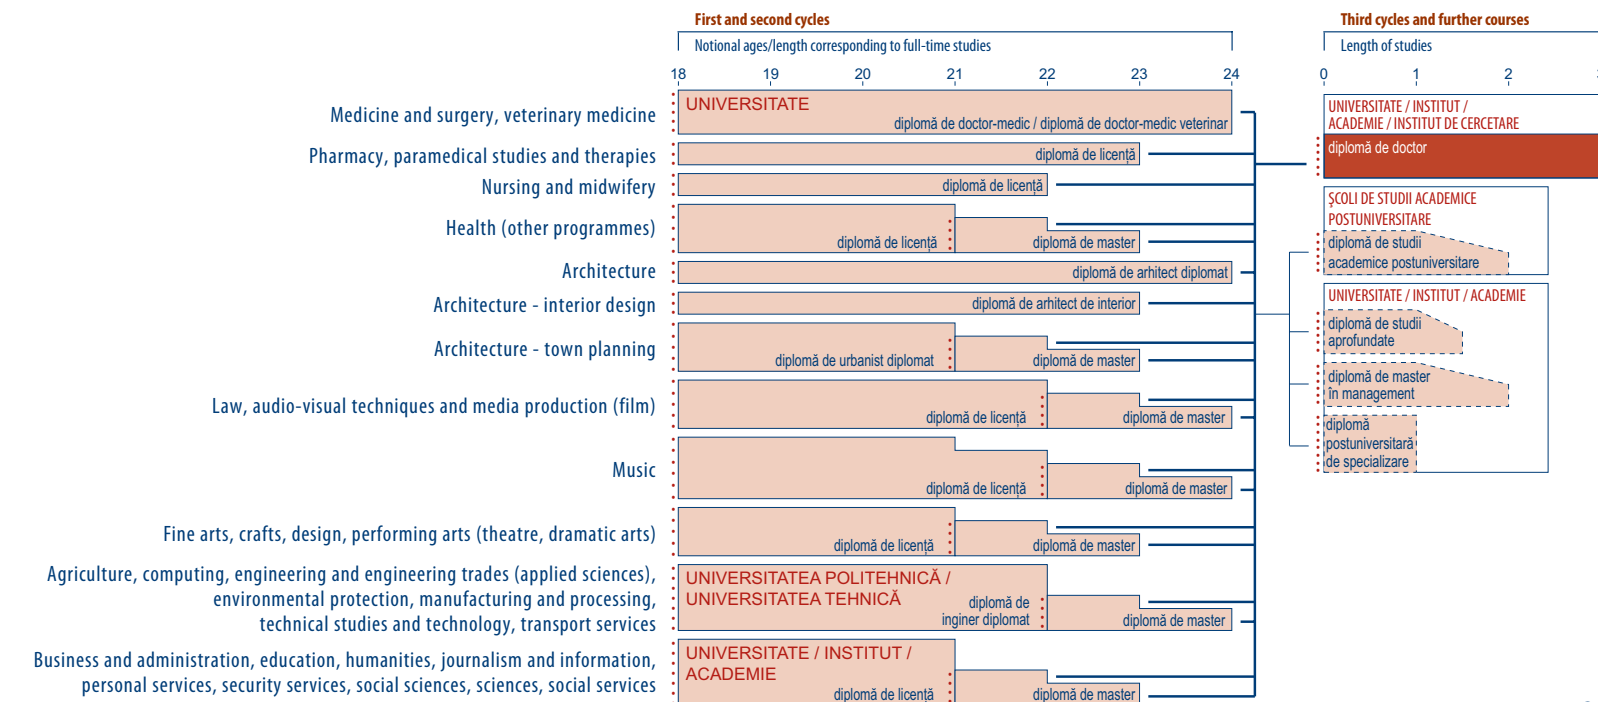 First and second cycles
Notional ages/length corresponding to full-time studies
18 19 20 21 22 23 24
Third cycles and further courses
Length of studies
0 1 2
Medicine and surgery, veterinary medicine
UNIVERSITATE
diplomă de doctor-medic / diplomă de doctor-medic veterinar
Pharmacy, paramedical studies and therapies
diplomă de licenţă
Nursing and midwifery
diplomă de licenţă
Health (other programmes)
diplomă de licenţă
diplomă de master
Architecture
diplomă de arhitect diplomat
Architecture - interior design
diplomă de arhitect de interior
Architecture - town planning
diplomă de urbanist diplomat
diplomă de master
Law, audio-visual techniques and media production (film)
diplomă de licenţă
diplomă de master
Music
diplomă de licenţă
diplomă de master
Fine arts, crafts, design, performing arts (theatre, dramatic arts)
diplomă de licenţă
diplomă de master
Agriculture, computing, engineering and engineering trades (applied sciences),
environmental protection, manufacturing and processing,
technical studies and technology, transport services
UNIVERSITATEA POLITEHNICĂ /
UNIVERSITATEA TEHNICĂ
diplomă de
inginer diplomat
diplomă de master
Business and administration, education, humanities, journalism and information,
personal services, security services, social sciences, sciences, social services
UNIVERSITATE / INSTITUT /
ACADEMIE
diplomă de licenţă
diplomă de master
UNIVERSITATE / INSTITUT /
ACADEMIE / INSTITUT DE CERCETARE
diplomă de doctor
ŞCOLI DE STUDII ACADEMICE
POSTUNIVERSITARE
diplomă de studii
academice postuniversitare
UNIVERSITATE / INSTITUT / ACADEMIE
diplomă de studii
aprofundate
diplomă de master
în management
diplomă
postuniversitară
de specializare